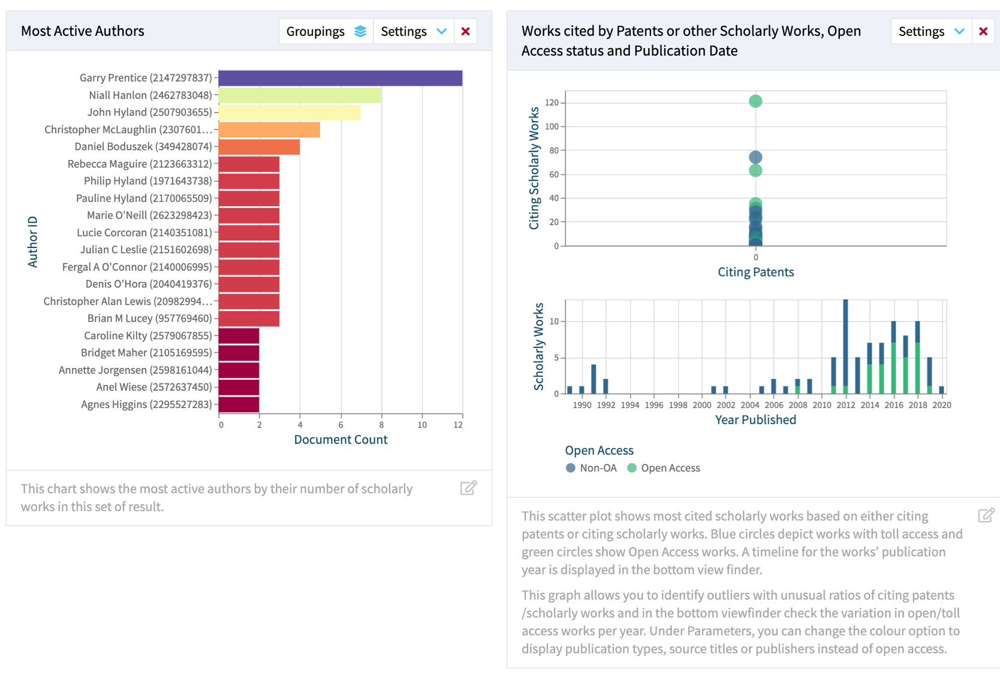 Most Active Authors
Groupings
Settings
Author ID
Garry Prentice (2147297837)
Niall Hanlon (2462783048)
John Hyland (2507903655)
Christopher McLaughlin (2307601…
Daniel Boduszek (349428074)
Rebecca Maguire (2123663312)
Philip Hyland (1971643738)
Pauline Hyland (2170065509)
Marie O'Neill (2623298423)
Lucie Corcoran (2140351081)
Julian C Leslie (2151602698)
Fergal A O'Connor (2140006995)
Denis O'Hora (2040419376)
Christopher Alan Lewis (20982994…
Brian M Lucey (957769460)
Caroline Kilty (2579067855)
Bridget Maher (2105169595)
Annette Jorgensen (2598161044)
Anel Wiese (2572637450)
Agnes Higgins (2295527283)
0 2 4 6 8 10 12
Document Count
This chart shows the most active authors by their number of scholarly
works in this set of result.
Works cited by Patents or other Scholarly Works, Open
Access status and Publication Date
Settings
Citing Scholarly Works
120
100
80
60
40
20
0
0
Citing Patents
Scholarly Works
10
5
0
1990 1992 1994 1996 1998 2000 2002 2004 2006 2008 2010 2012 2014 2016 2018 2020
Year Published
Open Access
Non-OA Open Access
This scatter plot shows most cited scholarly works based on either citing
patents or citing scholarly works. Blue circles depict works with toll access and
green circles show Open Access works. A timeline for the works’ publication
year is displayed in the bottom view finder.
This graph allows you to identify outliers with unusual ratios of citing patents
/scholarly works and in the bottom viewfinder check the variation in open/toll
access works per year. Under Parameters, you can change the colour option to
display publication types, source titles or publishers instead of open access.